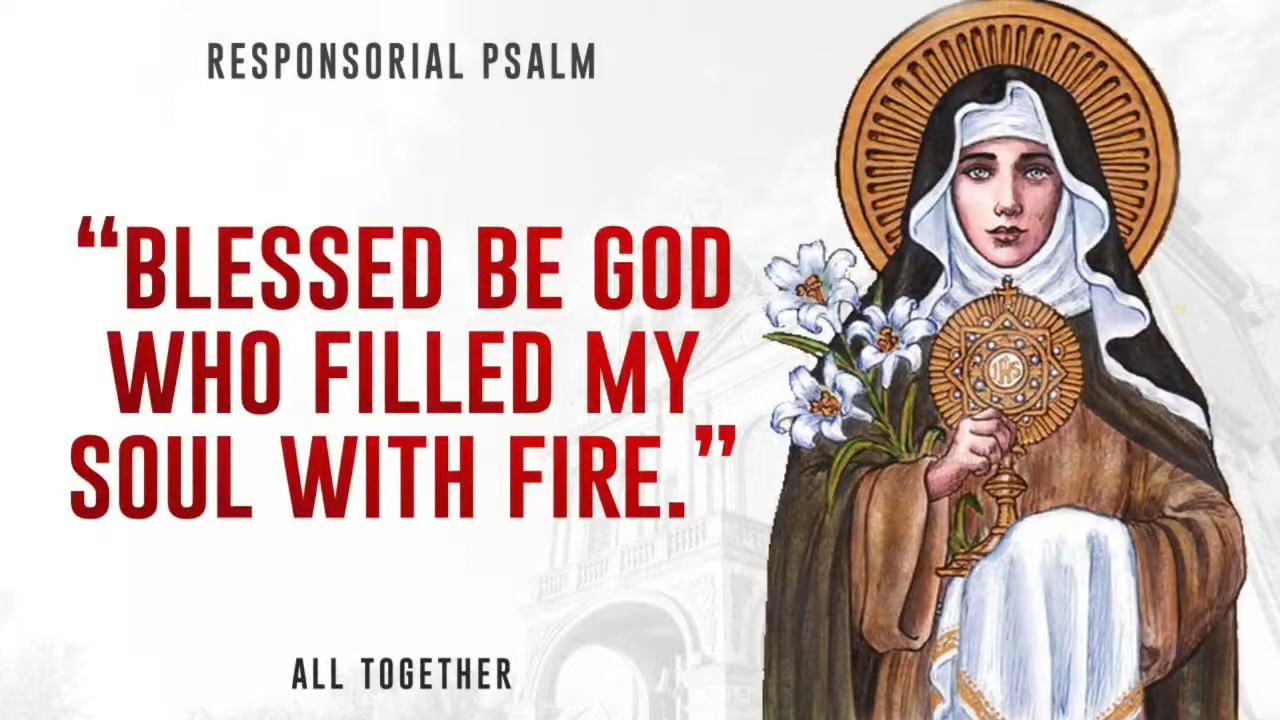 RESPONSORIAL PSALM
“BLESSED BE GOD
WHO FILLED MY
SOUL WITH FIRE.”
IHS
ALL TOGETHER